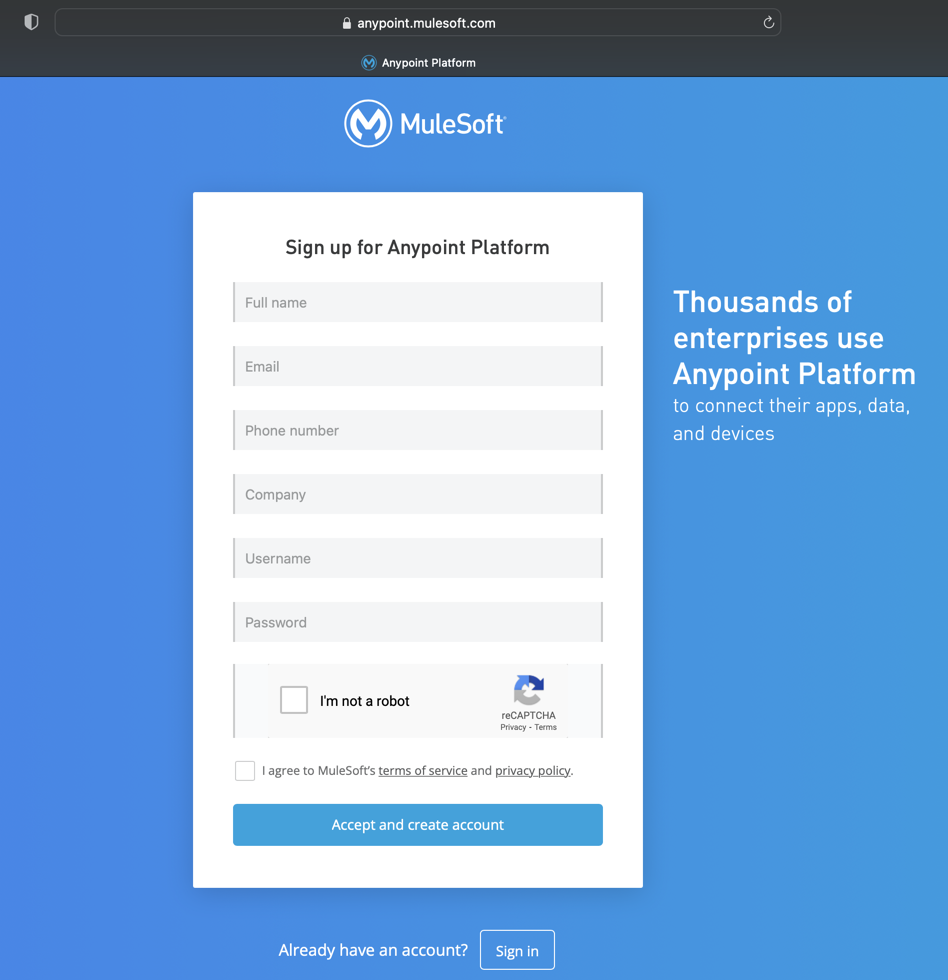 anypoint.mulesoft.com
Anypoint Platform
MuleSoft
Sign up for Anypoint Platform
Full name
Email
Phone number
Company
Username
Password
I'm not a robot
reCAPTCHA
Privacy - Terms
I agree to MuleSoft's terms of service and privacy policy.
Accept and create account
Thousands of
enterprises use
Anypoint Platform
to connect their apps, data,
and devices
Already have an account?
Sign in